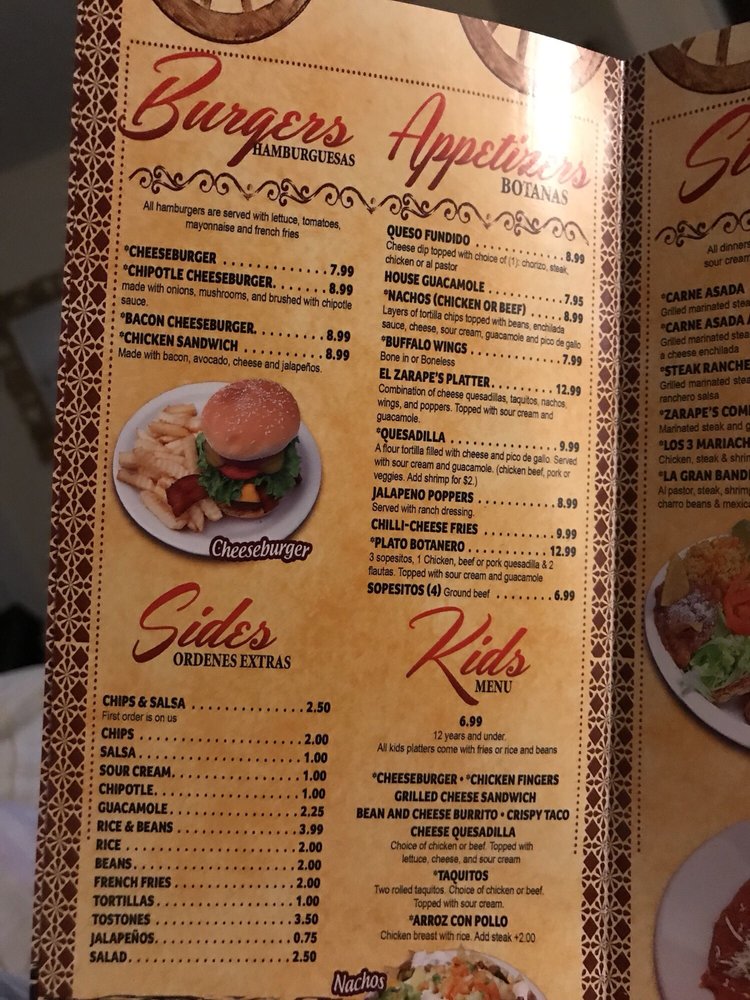 Burgers
HAMBURGUESAS
All hamburgers are served with lettuce, tomatoes,
mayonnaise and french fries
*CHEESEBURGER . . . . . . . . . . . . 7.99
*CHIPOTLE CHEESEBURGER. . . . . . . 8.99
made with onions, mushrooms, and brushed with chipotle
sauce.
*BACON CHEESEBURGER. . . . . . . . . 8.99
*CHICKEN SANDWICH . . . . . . . . . . 8.99
Made with bacon, avocado, cheese and jalapeños.
Cheeseburger
Sides
ORDENES EXTRAS
CHIPS & SALSA . . . . . . . . . . . . . . 2.50
First order is on us
CHIPS . . . . . . . . . . . . . . . . . . 2.00
SALSA . . . . . . . . . . . . . . . . . . 1.00
SOUR CREAM. . . . . . . . . . . . . . . . 1.00
CHIPOTLE. . . . . . . . . . . . . . . . . 1.00
GUACAMOLE. . . . . . . . . . . . . . . . 2.25
RICE & BEANS . . . . . . . . . . . . . . 3.99
RICE . . . . . . . . . . . . . . . . . . . 2.00
BEANS. . . . . . . . . . . . . . . . . . . 2.00
FRENCH FRIES . . . . . . . . . . . . . . 2.00
TORTILLAS . . . . . . . . . . . . . . . . 1.00
TOSTONES . . . . . . . . . . . . . . . . 3.50
JALAPEÑOS. . . . . . . . . . . . . . . . 0.75
SALAD. . . . . . . . . . . . . . . . . . . 2.50
Appetizers
BOTANAS
QUESO FUNDIDO . . . . . . . . . . . . 8.99
Cheese dip topped with choice of (1): chorizo, steak,
chicken or al pastor
HOUSE GUACAMOLE . . . . . . . . . . 7.95
*NACHOS (CHICKEN OR BEEF) . . . . . 8.99
Layers of tortilla chips topped with beans, enchilada
sauce, cheese, sour cream, guacamole and pico de gallo
*BUFFALO WINGS . . . . . . . . . . . . 7.99
Bone in or Boneless
EL ZARAPE'S PLATTER. . . . . . . . . 12.99
Combination of cheese quesadillas, taquitos, nachos,
wings, and poppers. Topped with sour cream and
guacamole.
*QUESADILLA . . . . . . . . . . . . . . 9.99
A flour tortilla filled with cheese and pico de gallo. Served
with sour cream and guacamole. (chicken beef, pork or
veggies. Add shrimp for $2.)
JALAPENO POPPERS . . . . . . . . . . 8.99
Served with ranch dressing.
CHILLI-CHEESE FRIES . . . . . . . . . 9.99
*PLATO BOTANERO . . . . . . . . . . . 12.99
3 sopesitos, 1 Chicken, beef or pork quesadilla & 2
flautas. Topped with sour cream and guacamole
SOPESITOS (4) Ground beef . . . . . . . . 6.99
Kids
MENU
6.99
12 years and under.
All kids platters come with fries or rice and beans
*CHEESEBURGER • *CHICKEN FINGERS
GRILLED CHEESE SANDWICH
BEAN AND CHEESE BURRITO • CRISPY TACO
CHEESE QUESADILLA
Choice of chicken or beef. Topped with
lettuce, cheese, and sour cream
*TAQUITOS
Two rolled taquitos. Choice of chicken or beef.
Topped with sour cream.
*ARROZ CON POLLO
Chicken breast with rice. Add steak +2.00
Nachos
All dinner
sour cream
*CARNE ASADA
Grilled marinated stea
*CARNE ASADA
Grilled marinated stea
a cheese enchilada
*STEAK RANCHE
Grilled marinated stea
ranchero salsa
*ZARAPE'S COM
Marinated steak and g
*LOS 3 MARIACH
Chicken, steak & shrim
*LA GRAN BAND
Al pastor, steak, shrimp
charro beans & mexica